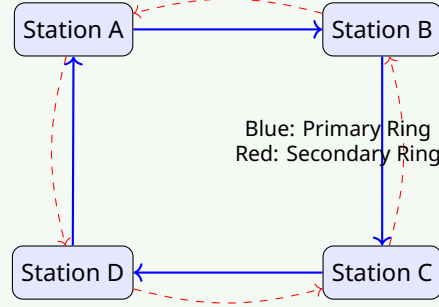 Station A
Station B
Blue: Primary Ring
Red: Secondary Ring
Station D
Station C